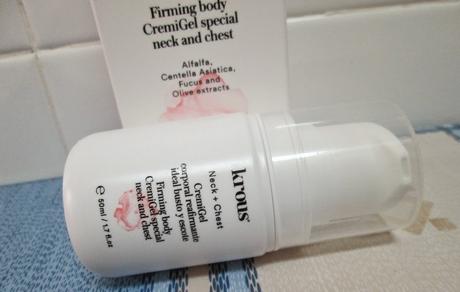 Firming body
CremiGel special
neck and chest
Alfalfa,
Centella Asiatica,
Fucus and
Olive extracts
krous®
Neck + Chest
CremiGel
corporal reafirmante
ideal busto y escote
Firming body
CremiGel special
neck and chest
℮ 50ml / 1.7 fl.oz